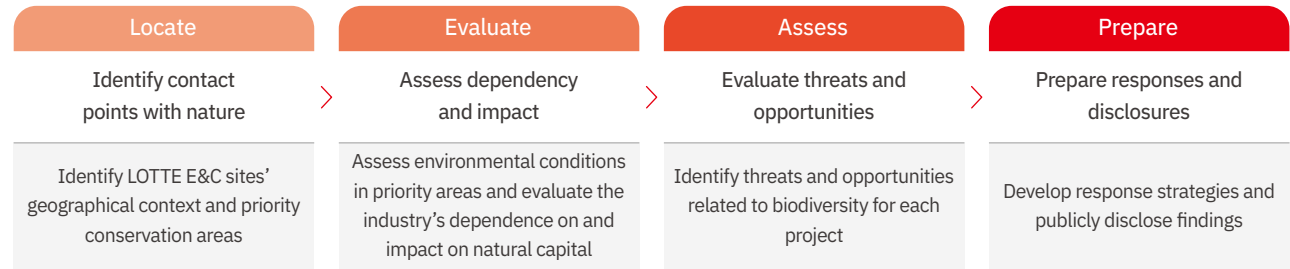 Locate
Identify contact
points with nature
Identify LOTTE E&C sites’
geographical context and priority
conservation areas
Evaluate
Assess dependency
and impact
Assess environmental conditions
in priority areas and evaluate the
industry’s dependence on and
impact on natural capital
Assess
Evaluate threats and
opportunities
Identify threats and opportunities
related to biodiversity for each
project
Prepare
Prepare responses and
disclosures
Develop response strategies and
publicly disclose findings